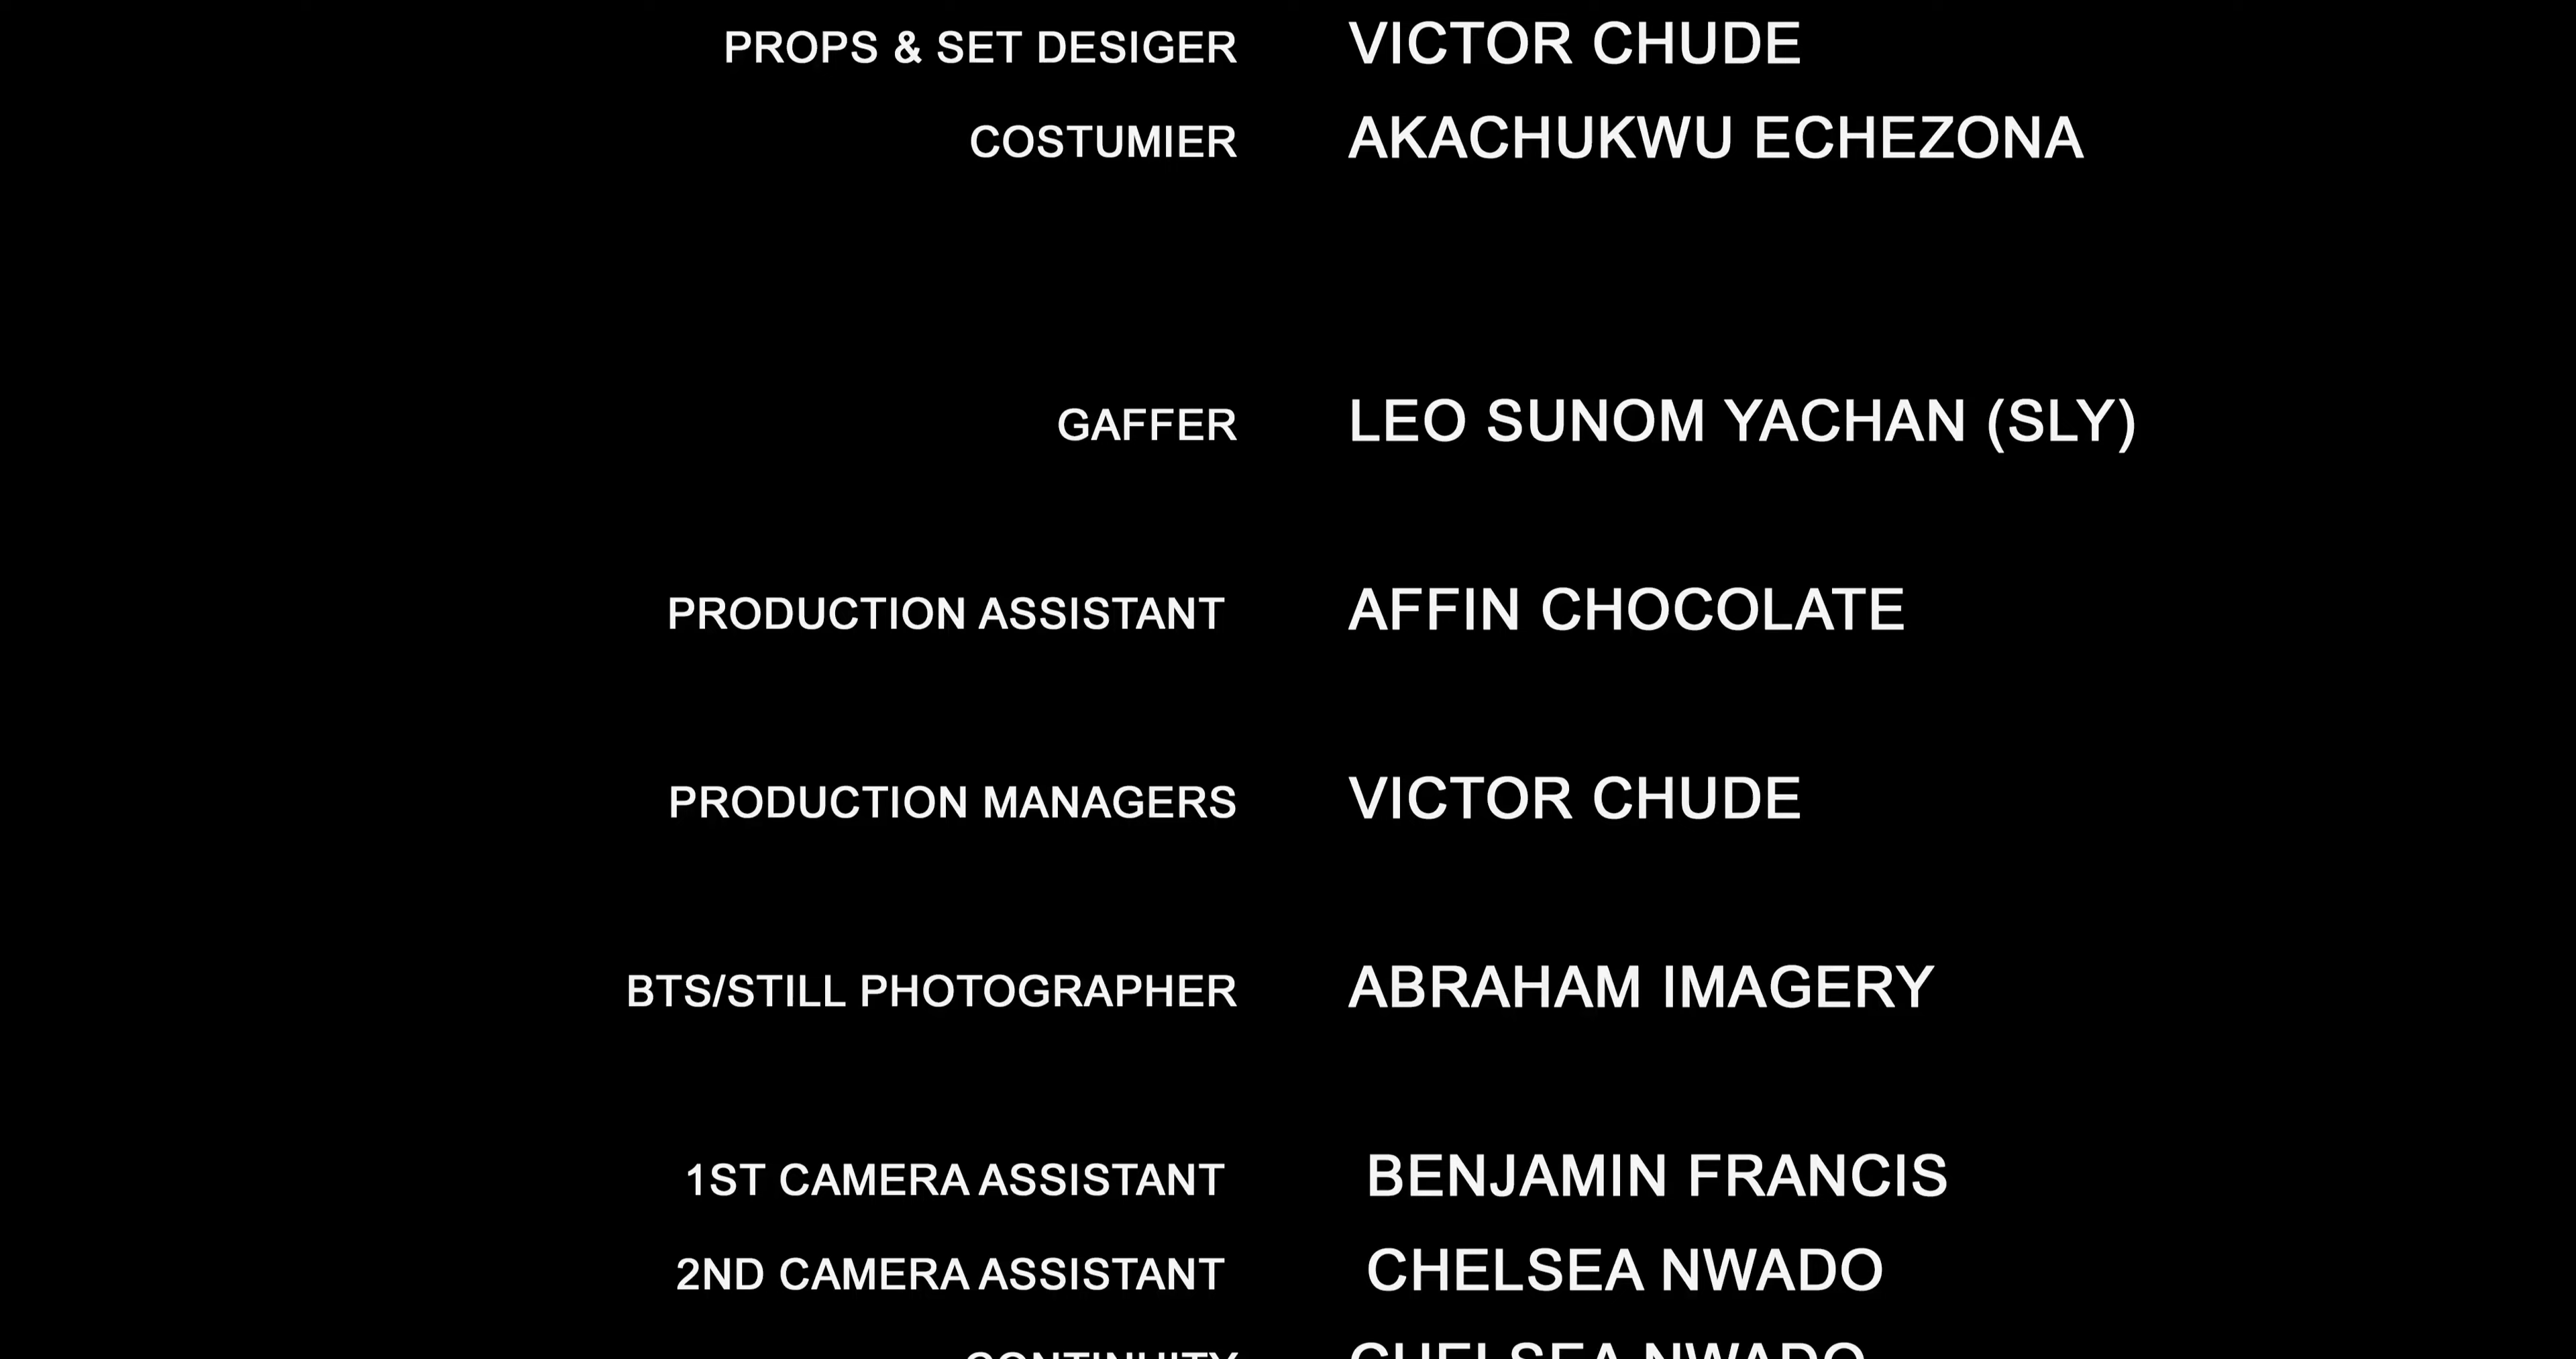 PROPS & SET DESIGER VICTOR CHUDE
COSTUMIER AKACHUKWU ECHEZONA
GAFFER LEO SUNOM YACHAN (SLY)
PRODUCTION ASSISTANT AFFIN CHOCOLATE
PRODUCTION MANAGERS VICTOR CHUDE
BTS/STILL PHOTOGRAPHER ABRAHAM IMAGERY
1ST CAMERA ASSISTANT BENJAMIN FRANCIS
2ND CAMERA ASSISTANT CHELSEA NWADO
CONTINUITY CHELSEA NWADO